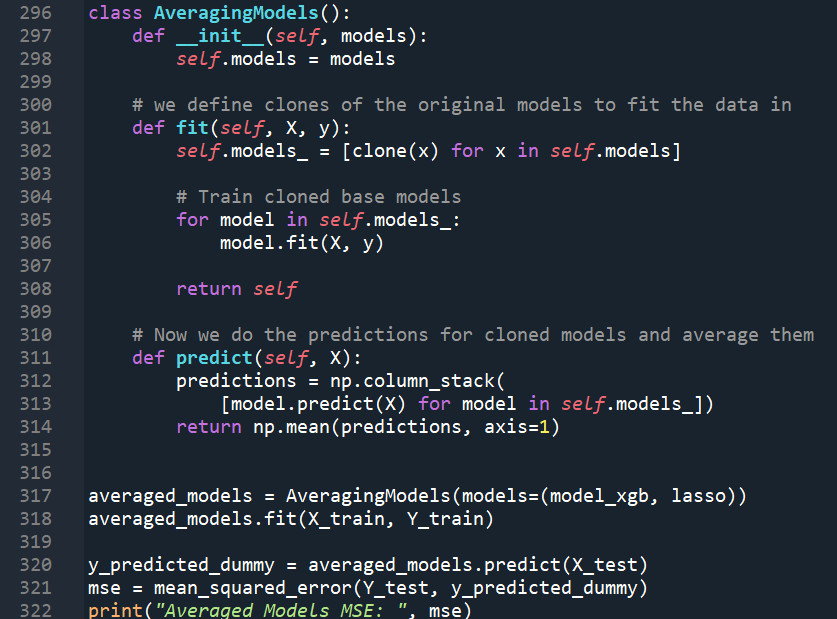 296 class AveragingModels():
297     def __init__(self, models):
298         self.models = models
299
300     # we define clones of the original models to fit the data in
301     def fit(self, X, y):
302         self.models_ = [clone(x) for x in self.models]
303
304         # Train cloned base models
305         for model in self.models_:
306             model.fit(X, y)
307
308         return self
309
310     # Now we do the predictions for cloned models and average them
311     def predict(self, X):
312         predictions = np.column_stack(
313             [model.predict(X) for model in self.models_])
314         return np.mean(predictions, axis=1)
315
316
317 averaged_models = AveragingModels(models=(model_xgb, lasso))
318 averaged_models.fit(X_train, Y_train)
319
320 y_predicted_dummy = averaged_models.predict(X_test)
321 mse = mean_squared_error(Y_test, y_predicted_dummy)
322 print("Averaged Models MSE: ", mse)